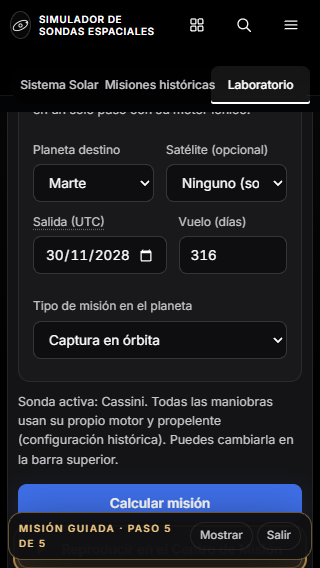 SIMULADOR DE
SONDAS ESPACIALES
Sistema Solar Misiones históricas Laboratorio
en un solo paso con su motor iónico.
Planeta destino Satélite (opcional)
Marte Ninguno (so
Salida (UTC) Vuelo (días)
30/11/2028 316
Tipo de misión en el planeta
Captura en órbita
Sonda activa: Cassini. Todas las maniobras
usan su propio motor y propelente
(configuración histórica). Puedes cambiarla en
la barra superior.
Calcular misión
MISIÓN GUIADA · PASO 5
DE 5
Mostrar Salir